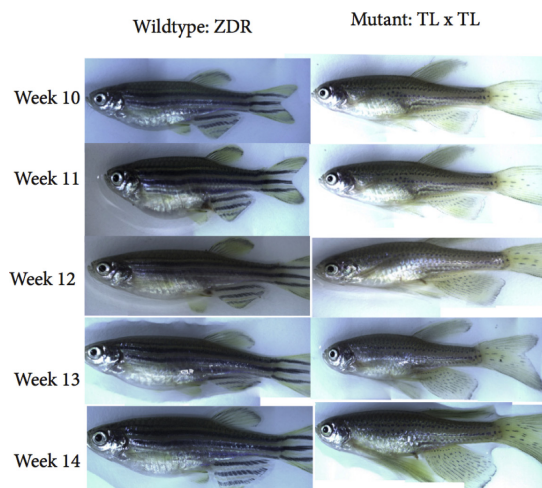 Wildtype: ZDR
Mutant: TL x TL
Week 10
Week 11
Week 12
Week 13
Week 14